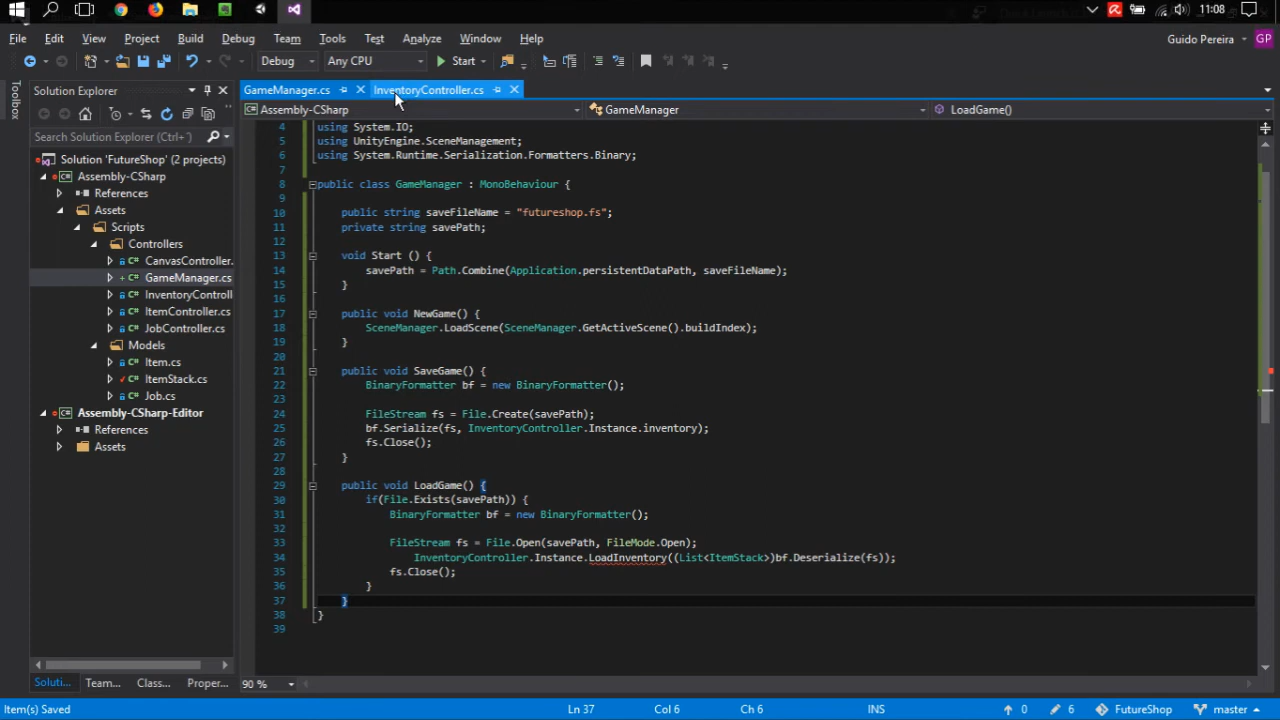 11:08
File Edit View Project Build Debug Team Tools Test Analyze Window Help
Guido Pereira GP
Debug Any CPU Start
Toolbox
Solution Explorer
GameManager.cs InventoryController.cs
Assembly-CSharp GameManager LoadGame()
Search Solution Explorer (Ctrl+ )
Solution 'FutureShop' (2 projects)
Assembly-CSharp
References
Assets
Scripts
Controllers
C# CanvasController.
C# GameManager.cs
C# InventoryControll
C# ItemController.cs
C# JobController.cs
Models
C# Item.cs
C# ItemStack.cs
C# Job.cs
Assembly-CSharp-Editor
References
Assets
4 using System.IO;
5 using UnityEngine.SceneManagement;
6 using System.Runtime.Serialization.Formatters.Binary;
7
8 public class GameManager : MonoBehaviour {
9
10 public string saveFileName = "futureshop.fs";
11 private string savePath;
12
13 void Start () {
14 savePath = Path.Combine(Application.persistentDataPath, saveFileName);
15 }
16
17 public void NewGame() {
18 SceneManager.LoadScene(SceneManager.GetActiveScene().buildIndex);
19 }
20
21 public void SaveGame() {
22 BinaryFormatter bf = new BinaryFormatter();
23
24 FileStream fs = File.Create(savePath);
25 bf.Serialize(fs, InventoryController.Instance.inventory);
26 fs.Close();
27 }
28
29 public void LoadGame() {
30 if(File.Exists(savePath)) {
31 BinaryFormatter bf = new BinaryFormatter();
32
33 FileStream fs = File.Open(savePath, FileMode.Open);
34 InventoryController.Instance.LoadInventory((List<ItemStack>)bf.Deserialize(fs));
35 fs.Close();
36 }
37 }
38 }
39
Soluti... Team... Class... Proper...
90 %
Item(s) Saved Ln 37 Col 6 Ch 6 INS 0 6 FutureShop master